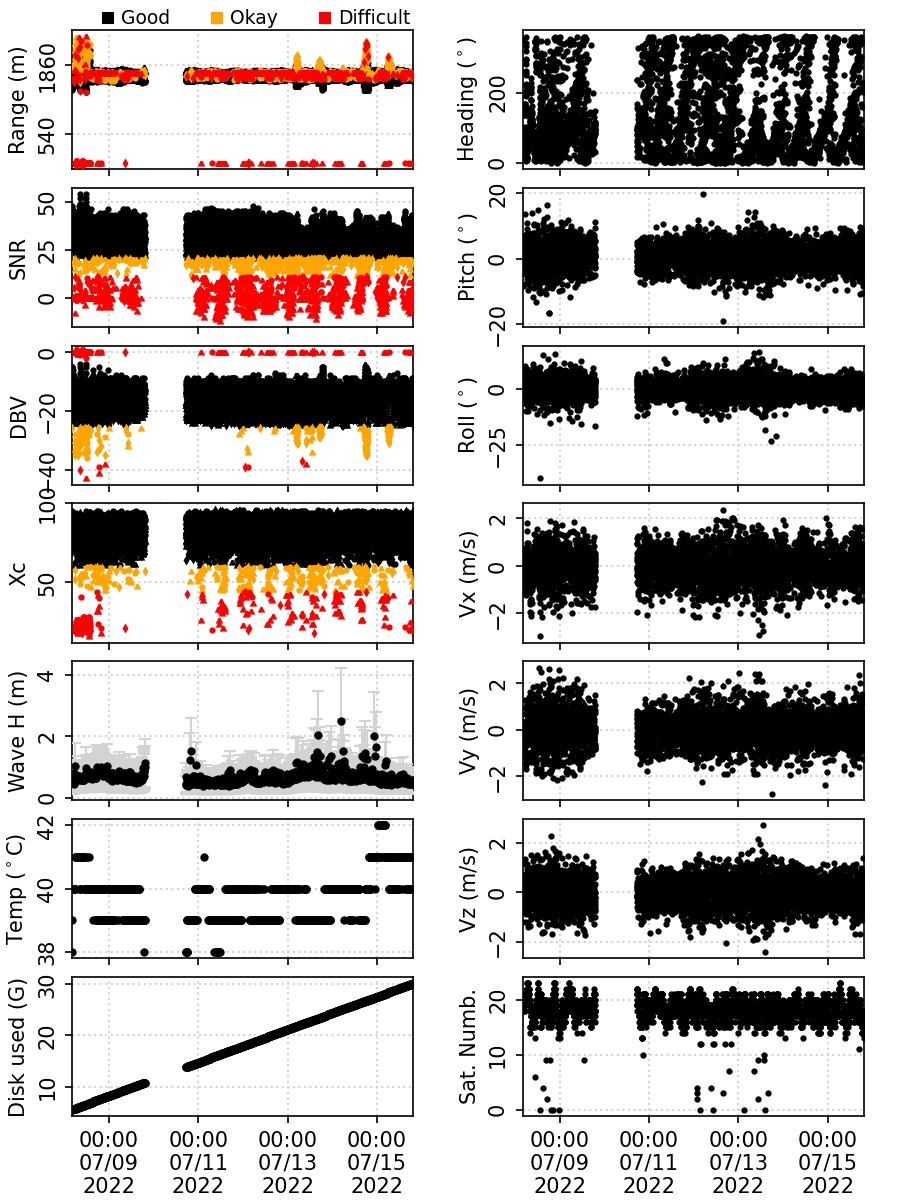 Good Okay Difficult
Range (m)
1860
540
Heading (°)
200
0
SNR
50
25
0
Pitch (°)
20
0
−20
DBV
0
−20
−40
Roll (°)
0
−25
Xc
100
50
Vx (m/s)
2
0
−2
Wave H (m)
4
2
0
Vy (m/s)
2
0
−2
Temp (°C)
42
40
38
Vz (m/s)
2
0
−2
Disk used (G)
30
20
10
Sat. Numb.
20
10
0
00:00 00:00 00:00 00:00
07/09 07/11 07/13 07/15
2022 2022 2022 2022
00:00 00:00 00:00 00:00
07/09 07/11 07/13 07/15
2022 2022 2022 2022